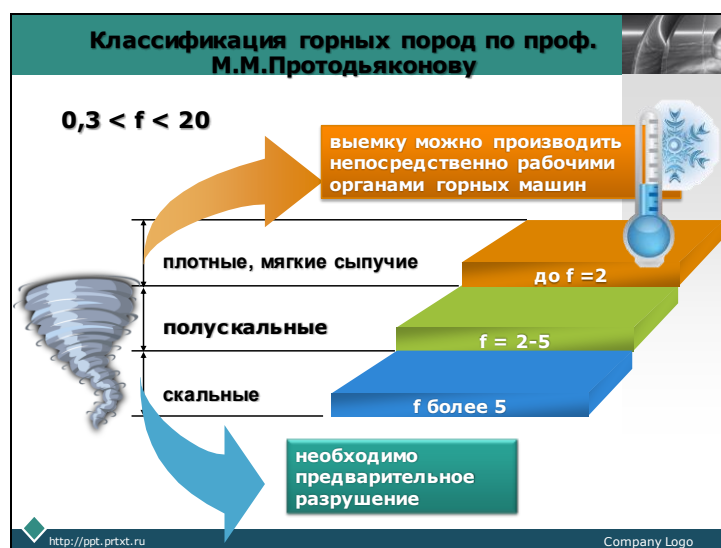 Классификация горных пород по проф.
М.М.Протодьяконову
0,3 < f < 20
выемку можно производить
непосредственно рабочими
органами горных машин
плотные, мягкие сыпучие
до f =2
полускальные
f = 2-5
скальные
f более 5
необходимо
предварительное
разрушение
http://ppt.prtxt.ru
Company Logo